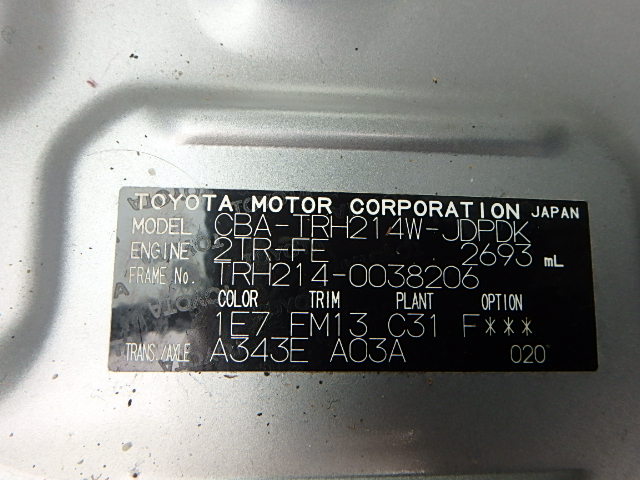 TOYOTA MOTOR CORPORATION JAPAN
MODEL CBA-TRH214W-JDPDK
ENGINE 2TR-FE 2693 mL
FRAME No. TRH214-0038206
COLOR TRIM PLANT OPTION
1E7 FM13 C31 F***
TRANS./AXLE A343E A03A 020